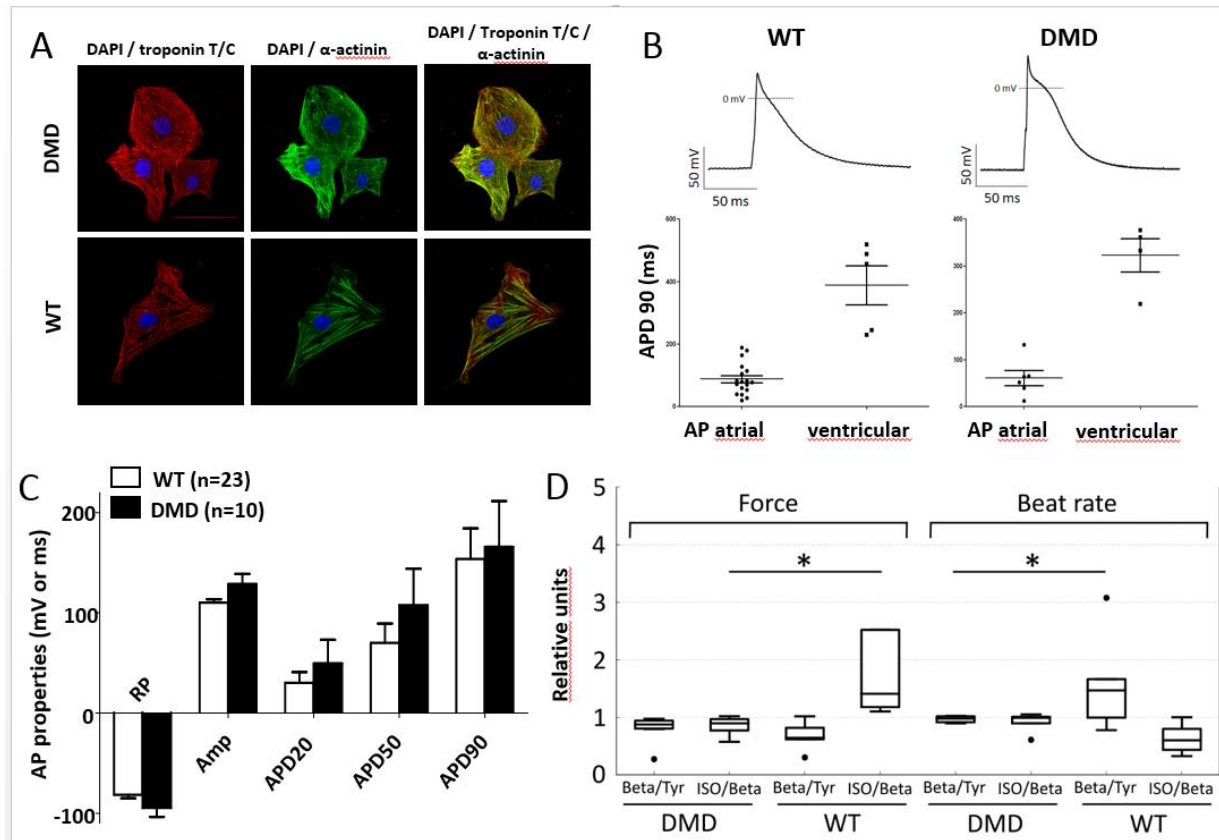 A
DAPI / troponin T/C
DAPI / α-actinin
DAPI / Troponin T/C /
α-actinin
DMD
WT
B
WT
DMD
0 mV
50 mV
50 ms
0 mV
50 mV
50 ms
APD 90 (ms)
600
400
200
0
AP atrial
ventricular
400
300
200
100
0
AP atrial
ventricular
C
WT (n=23)
DMD (n=10)
AP properties (mV or ms)
200
100
0
-100
RP
Amp
APD20
APD50
APD90
D
Relative units
5
4
3
2
1
0
Force
Beat rate
*
*
Beta/Tyr ISO/Beta Beta/Tyr ISO/Beta Beta/Tyr ISO/Beta Beta/Tyr ISO/Beta
DMD WT DMD WT